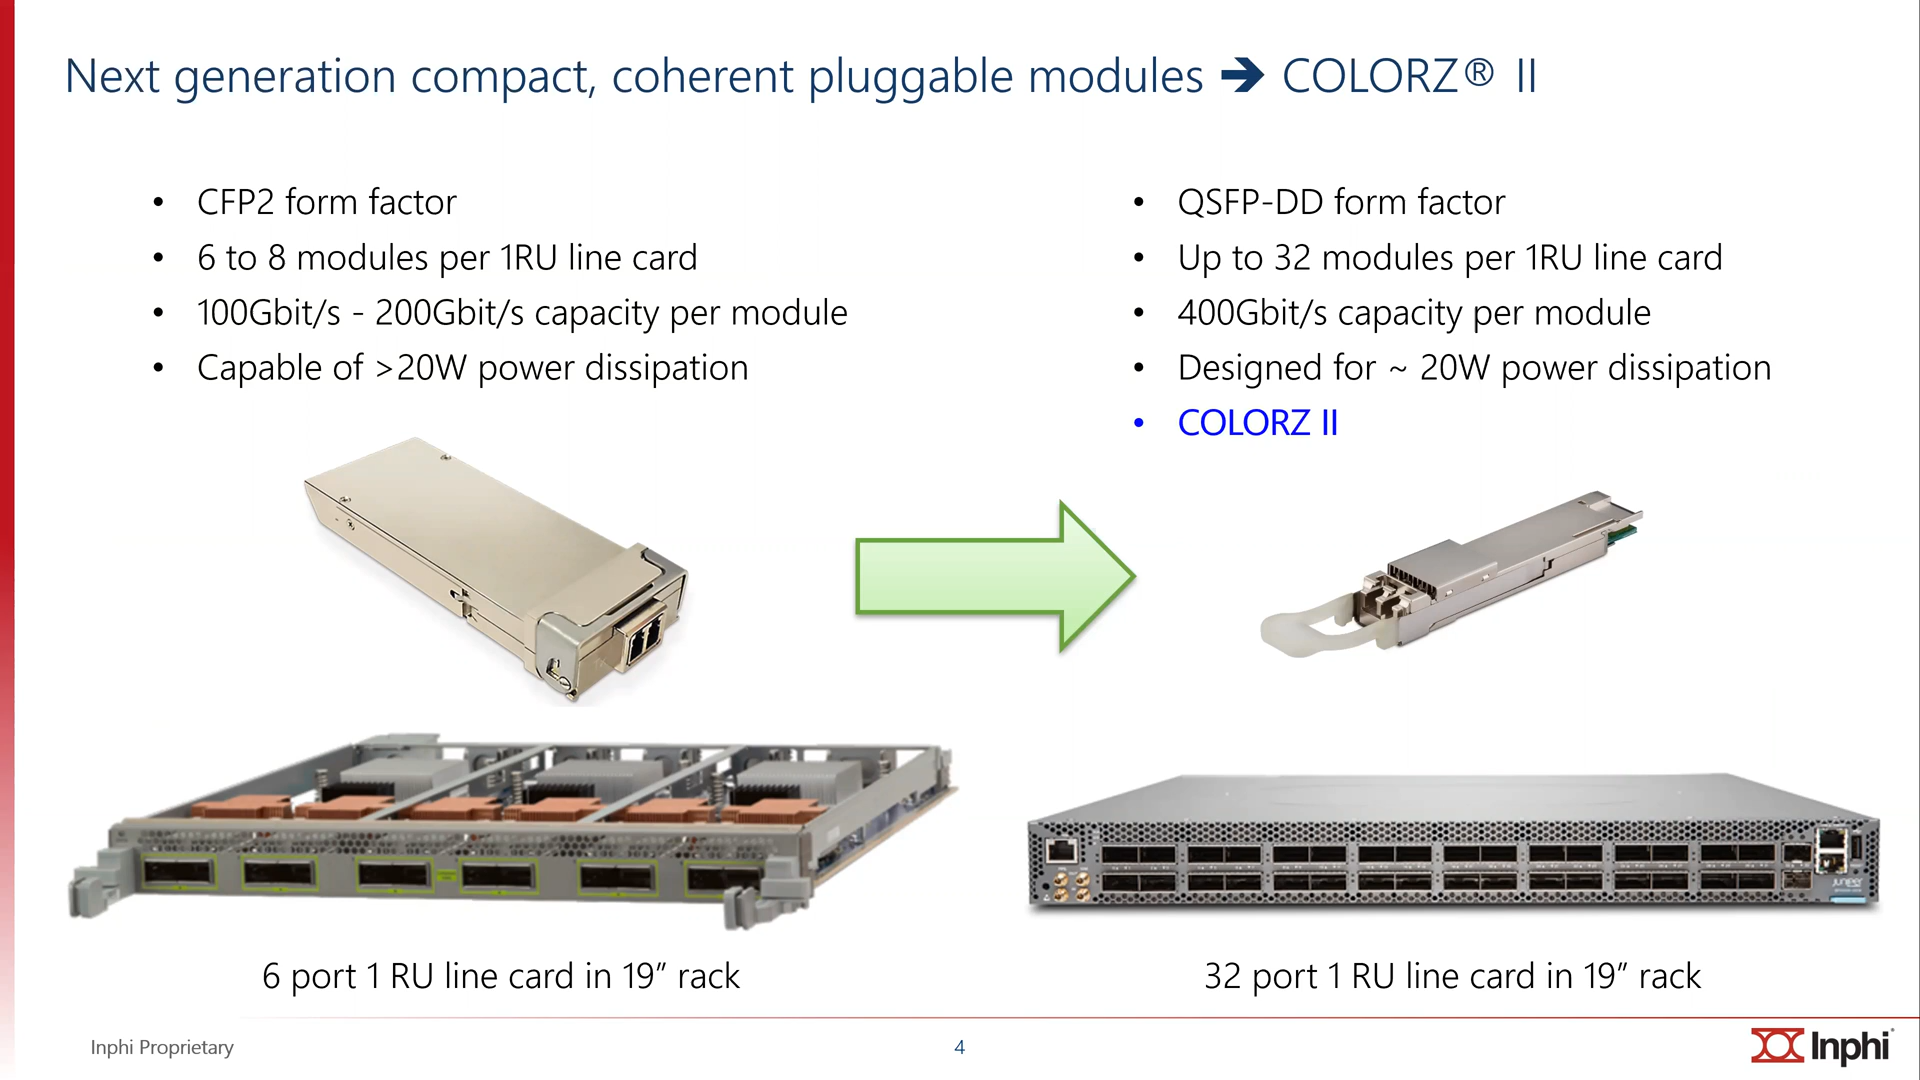 Next generation compact, coherent pluggable modules ➔ COLORZ® II
• CFP2 form factor
• 6 to 8 modules per 1RU line card
• 100Gbit/s - 200Gbit/s capacity per module
• Capable of >20W power dissipation
• QSFP-DD form factor
• Up to 32 modules per 1RU line card
• 400Gbit/s capacity per module
• Designed for ~ 20W power dissipation
• COLORZ II
Juniper
6 port 1 RU line card in 19” rack
32 port 1 RU line card in 19” rack
Inphi Proprietary
4
Inphi